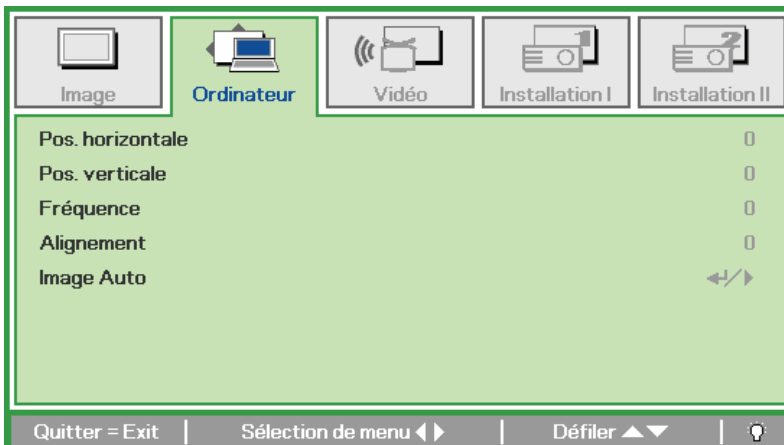 Image Ordinateur Vidéo Installation I Installation II
Pos. horizontale 0
Pos. verticale 0
Fréquence 0
Alignement 0
Image Auto
Quitter = Exit Sélection de menu Défiler